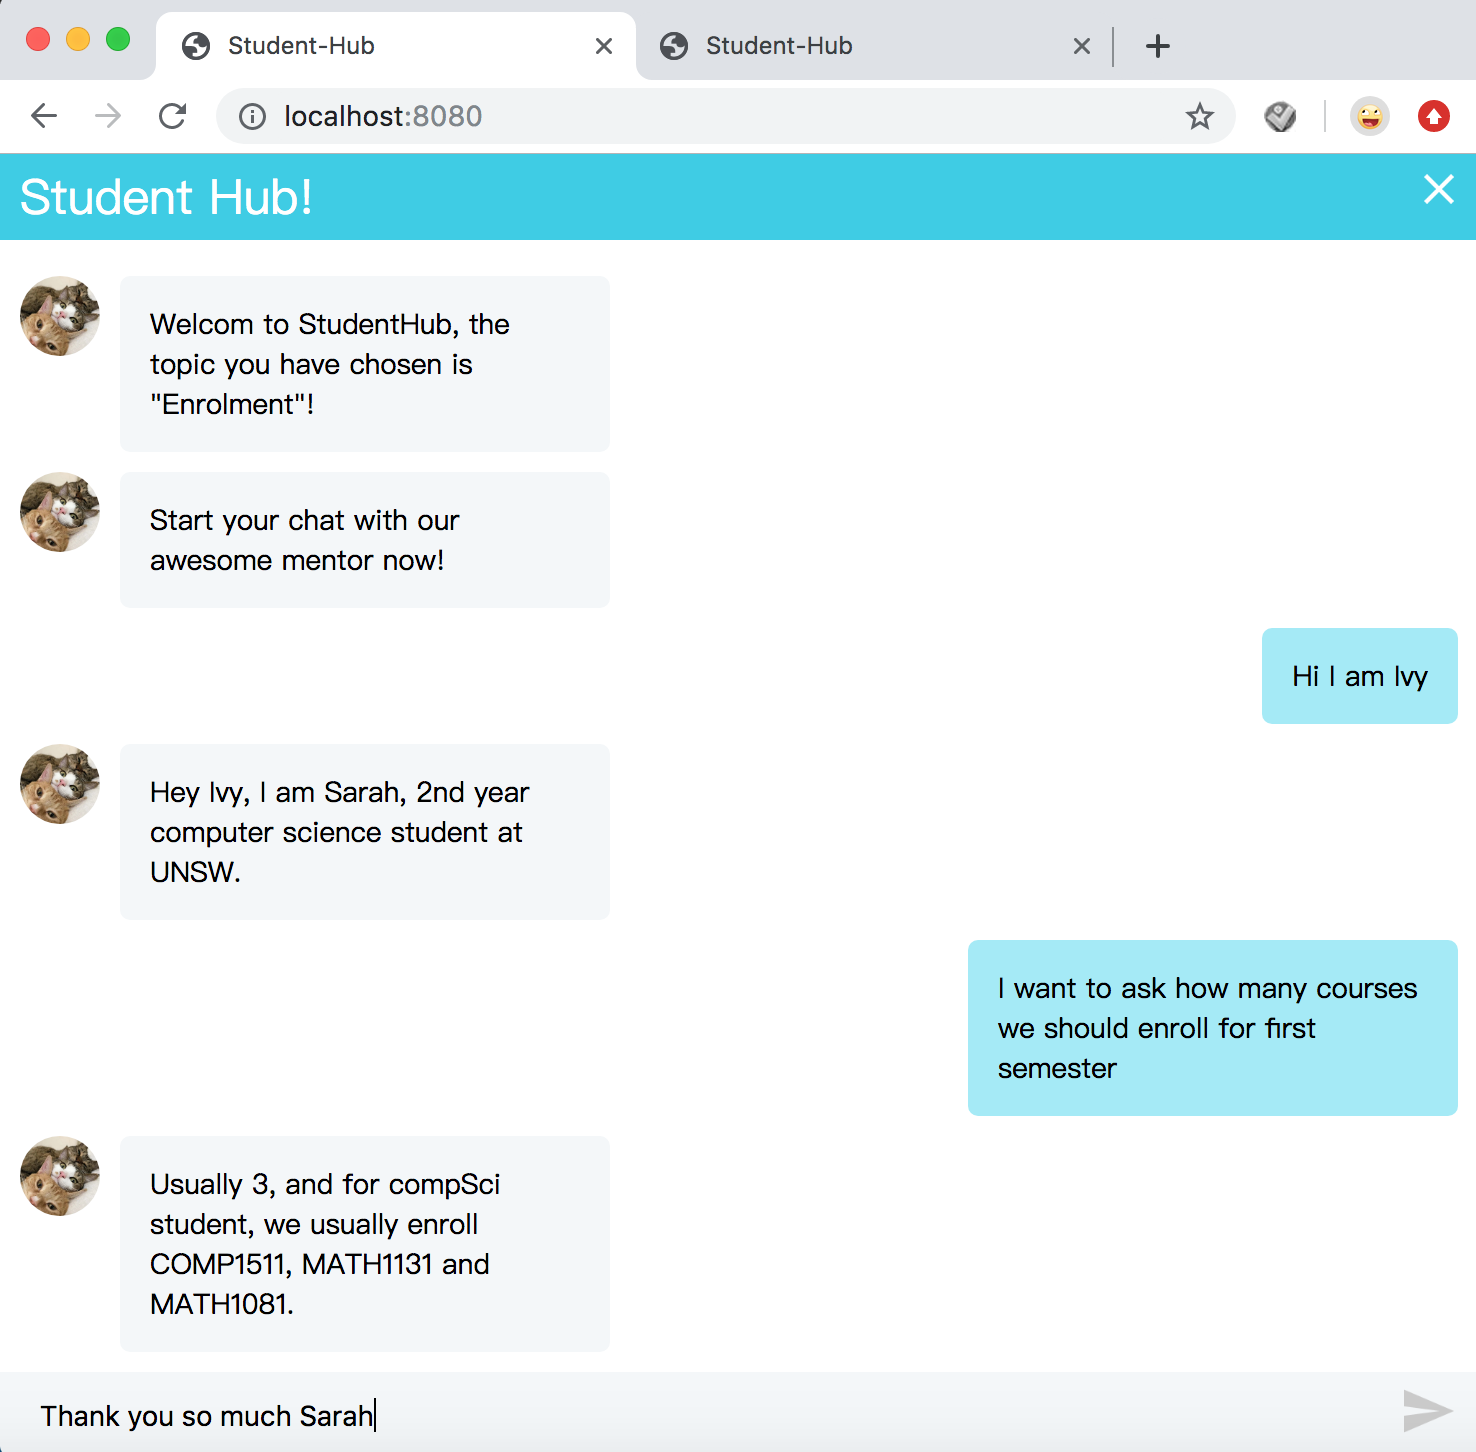 Student-Hub
Student-Hub
localhost:8080
Student Hub!
Welcom to StudentHub, the
topic you have chosen is
"Enrolment"!
Start your chat with our
awesome mentor now!
Hi I am Ivy
Hey Ivy, I am Sarah, 2nd year
computer science student at
UNSW.
I want to ask how many courses
we should enroll for first
semester
Usually 3, and for compSci
student, we usually enroll
COMP1511, MATH1131 and
MATH1081.
Thank you so much Sarah